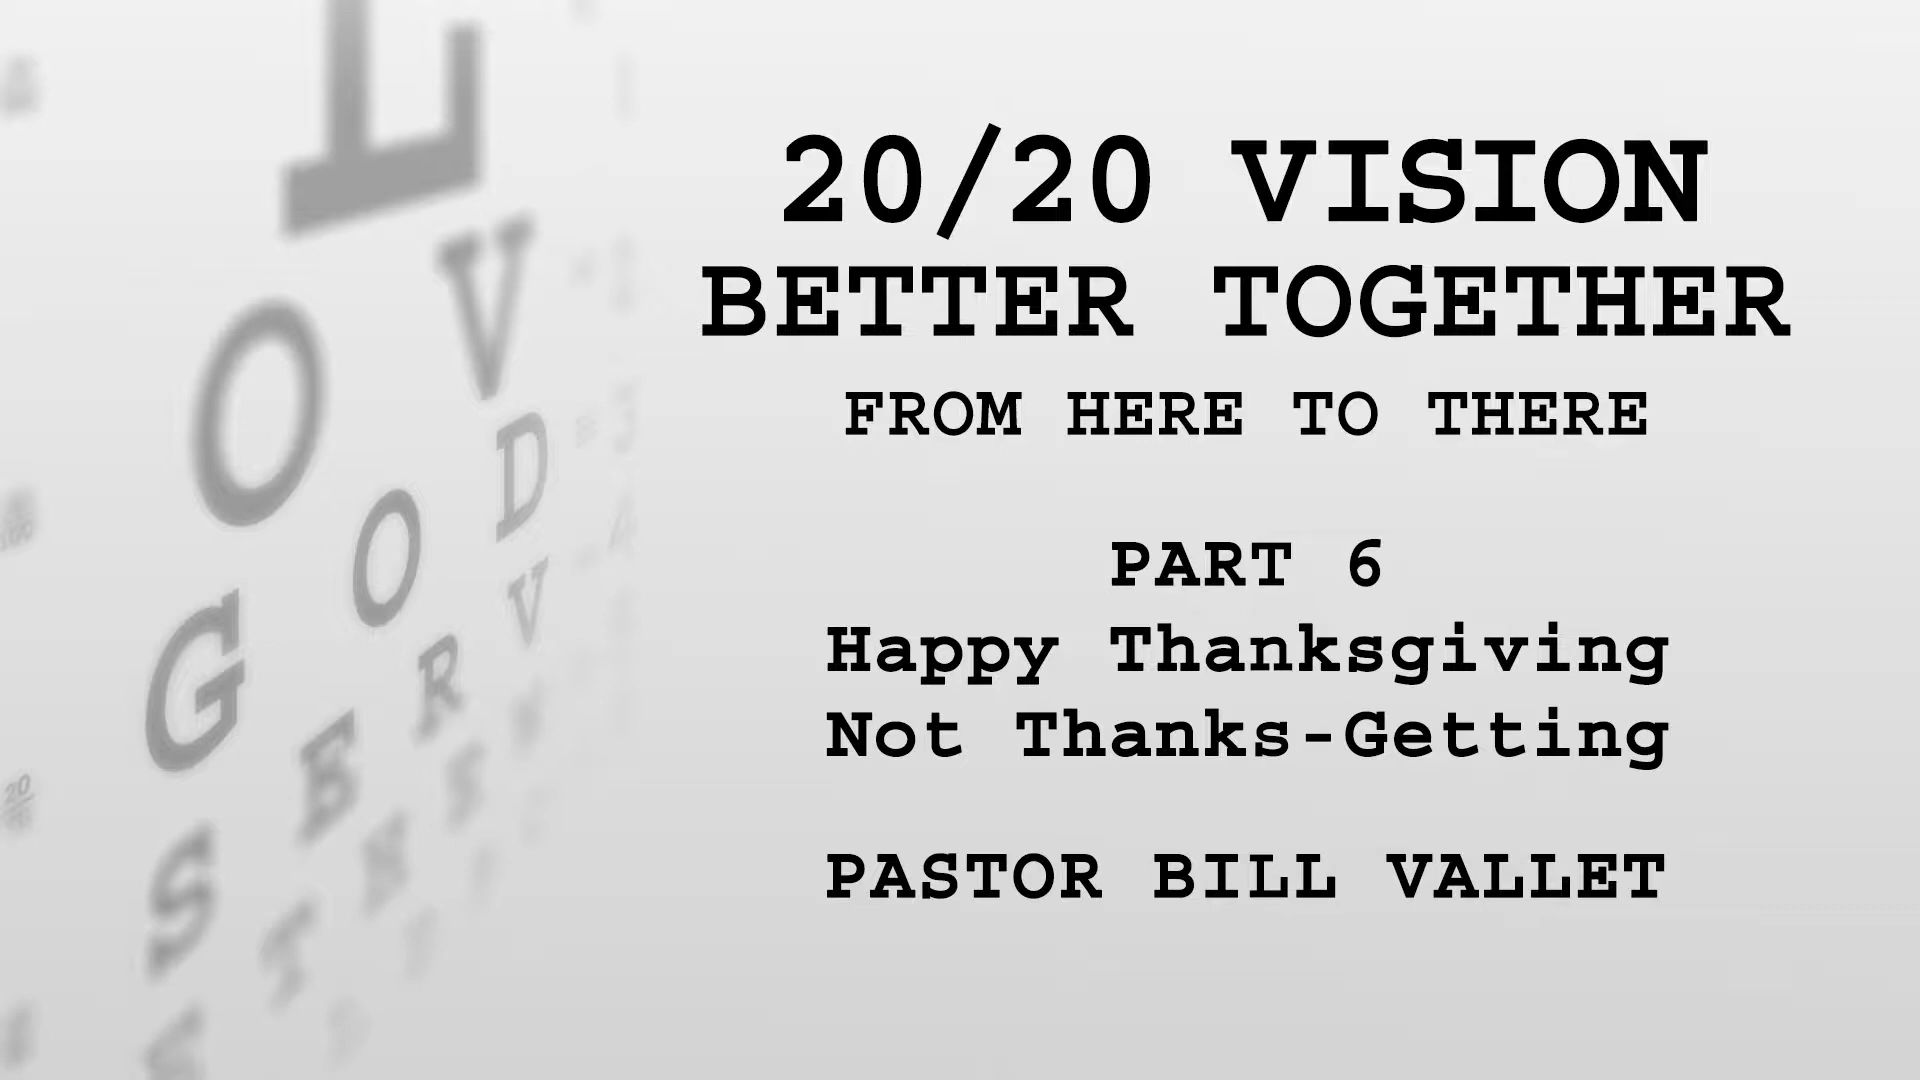 20/20 VISION
BETTER TOGETHER
FROM HERE TO THERE
PART 6
Happy Thanksgiving
Not Thanks-Getting
PASTOR BILL VALLET
L
O V
G O D
S E R V